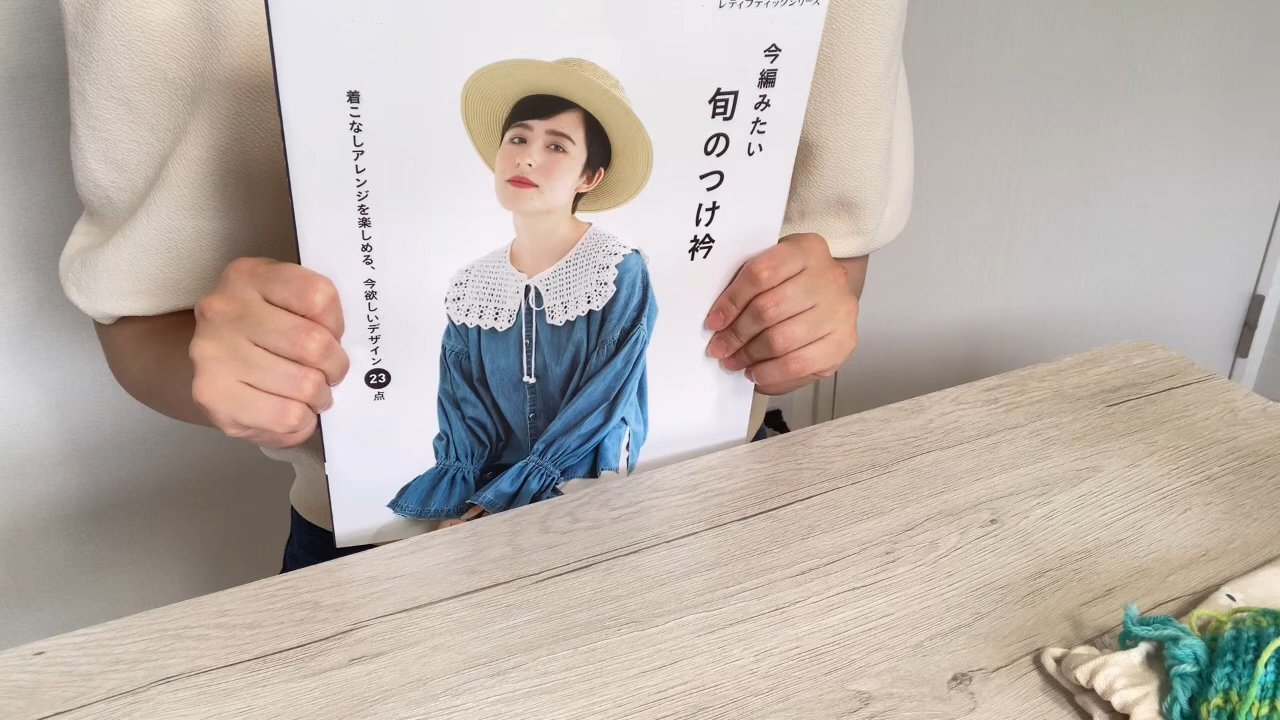 レディブティックシリーズ
今編みたい
旬のつけ衿
着こなしアレンジを楽しめる、今欲しいデザイン23点